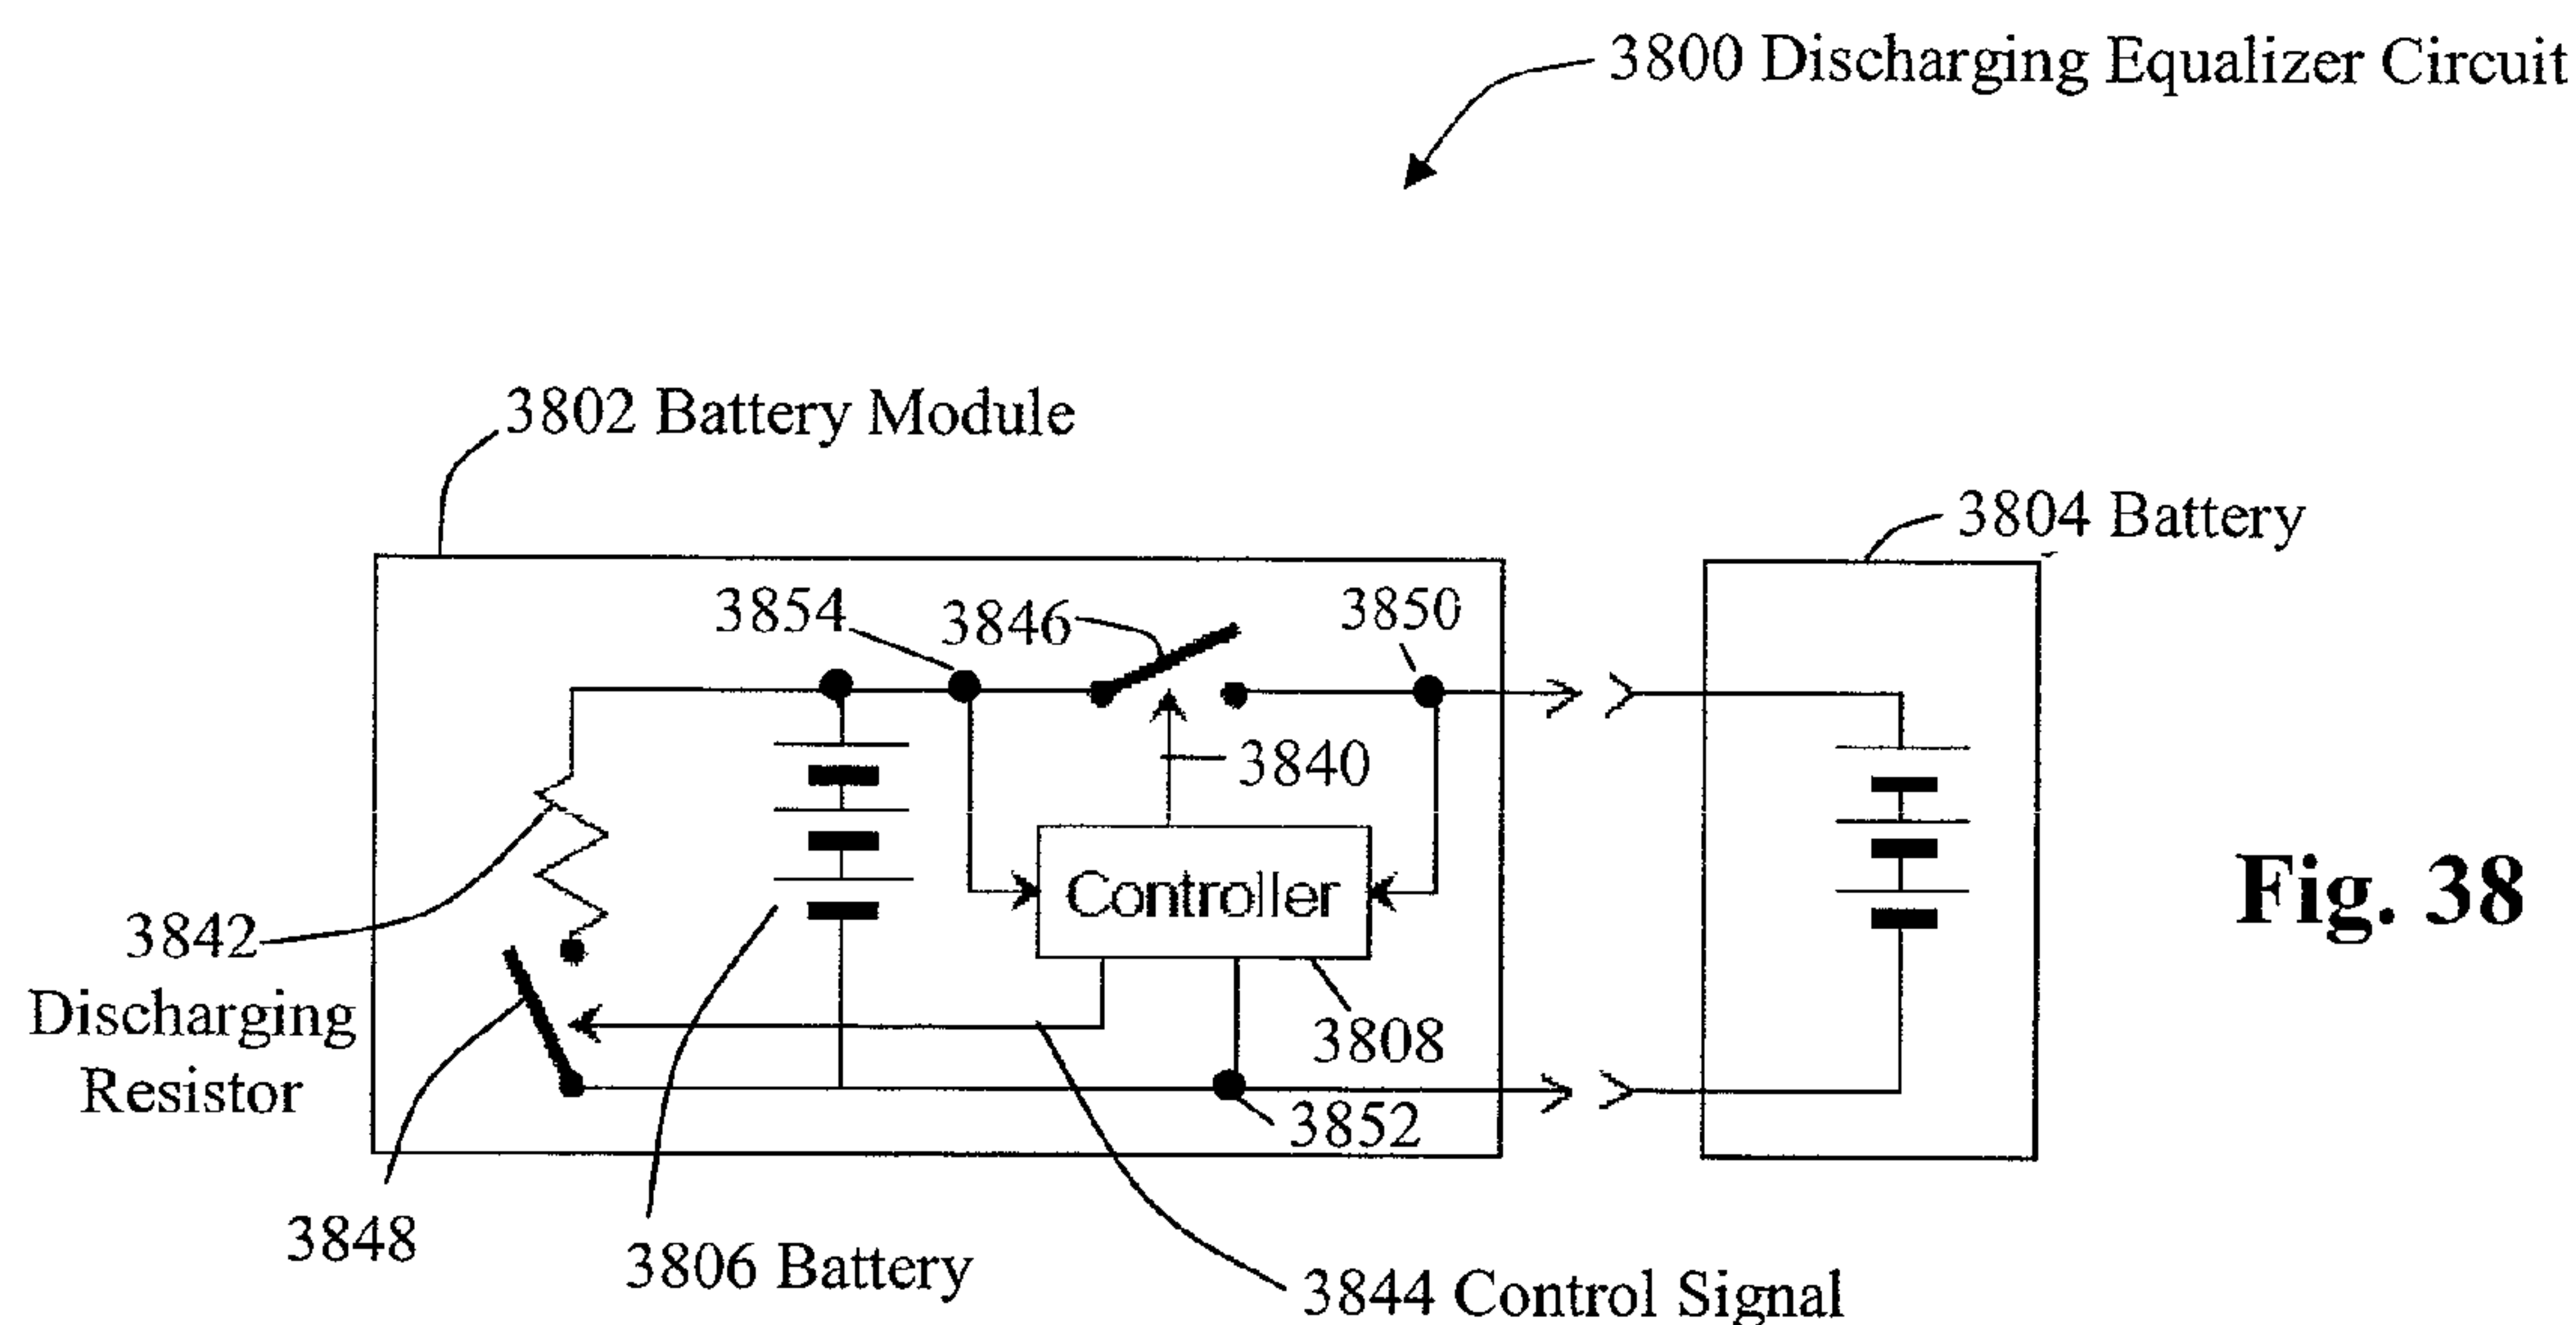 3800 Discharging Equalizer Circuit
3802 Battery Module
3804 Battery
3854
3846
3850
3840
Controller
Fig. 38
3842
Discharging
Resistor
3808
3852
3848
3806 Battery
3844 Control Signal